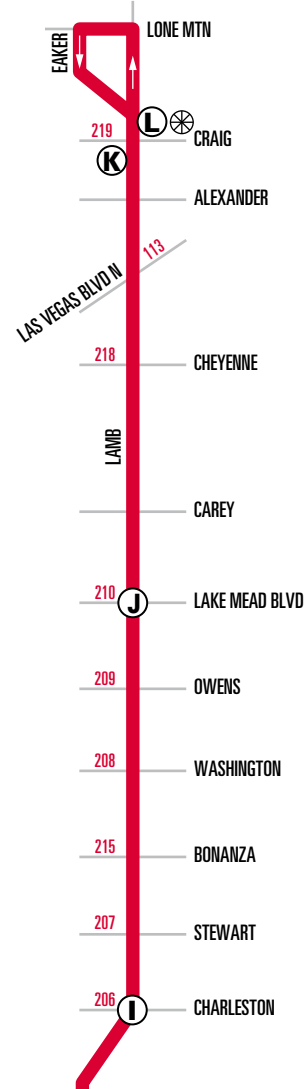 LONE MTN
EAKER
L
219
CRAIG
K
ALEXANDER
113
LAS VEGAS BLVD N
218
CHEYENNE
LAMB
CAREY
210
J
LAKE MEAD BLVD
209
OWENS
208
WASHINGTON
215
BONANZA
207
STEWART
206
I
CHARLESTON